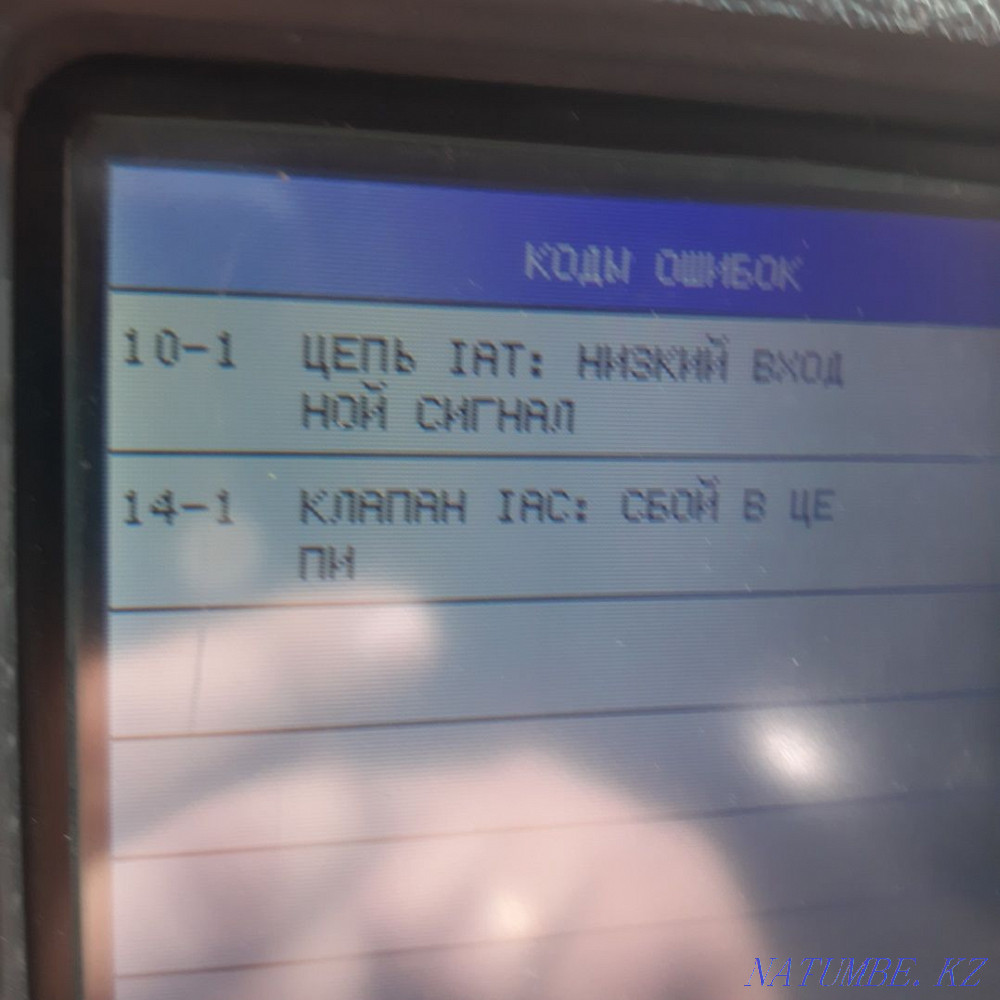 КОДЫ ОШИБОК
10-1 ЦЕПЬ IAT: НИЗКИЙ ВХОД
НОЙ СИГНАЛ
14-1 КЛАПАН IAC: СБОЙ В ЦЕ
ПИ
NATUMBE.KZ